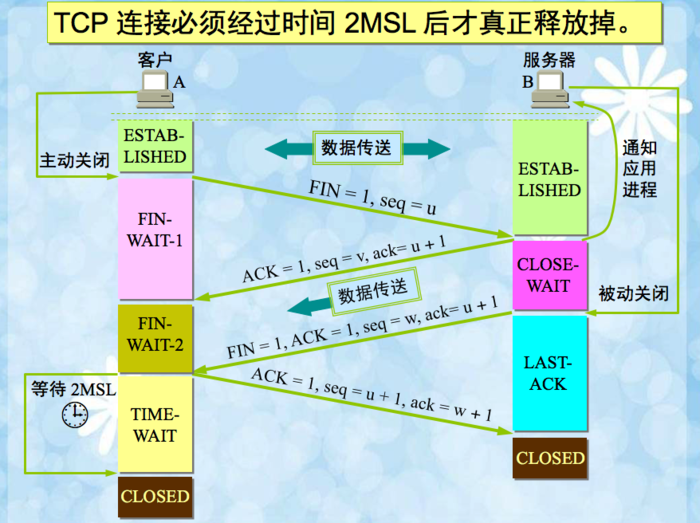 TCP 连接必须经过时间 2MSL 后才真正释放掉。
客户
A
服务器
B
ESTAB-
LISHED
主动关闭
数据传送
ESTAB-
LISHED
通知
应用
进程
FIN = 1, seq = u
FIN-
WAIT-1
ACK = 1, seq = v, ack= u + 1
CLOSE-
WAIT
数据传送
被动关闭
FIN-
WAIT-2
FIN = 1, ACK = 1, seq = w, ack= u + 1
LAST-
ACK
ACK = 1, seq = u + 1, ack = w + 1
等待 2MSL
TIME-
WAIT
CLOSED
CLOSED